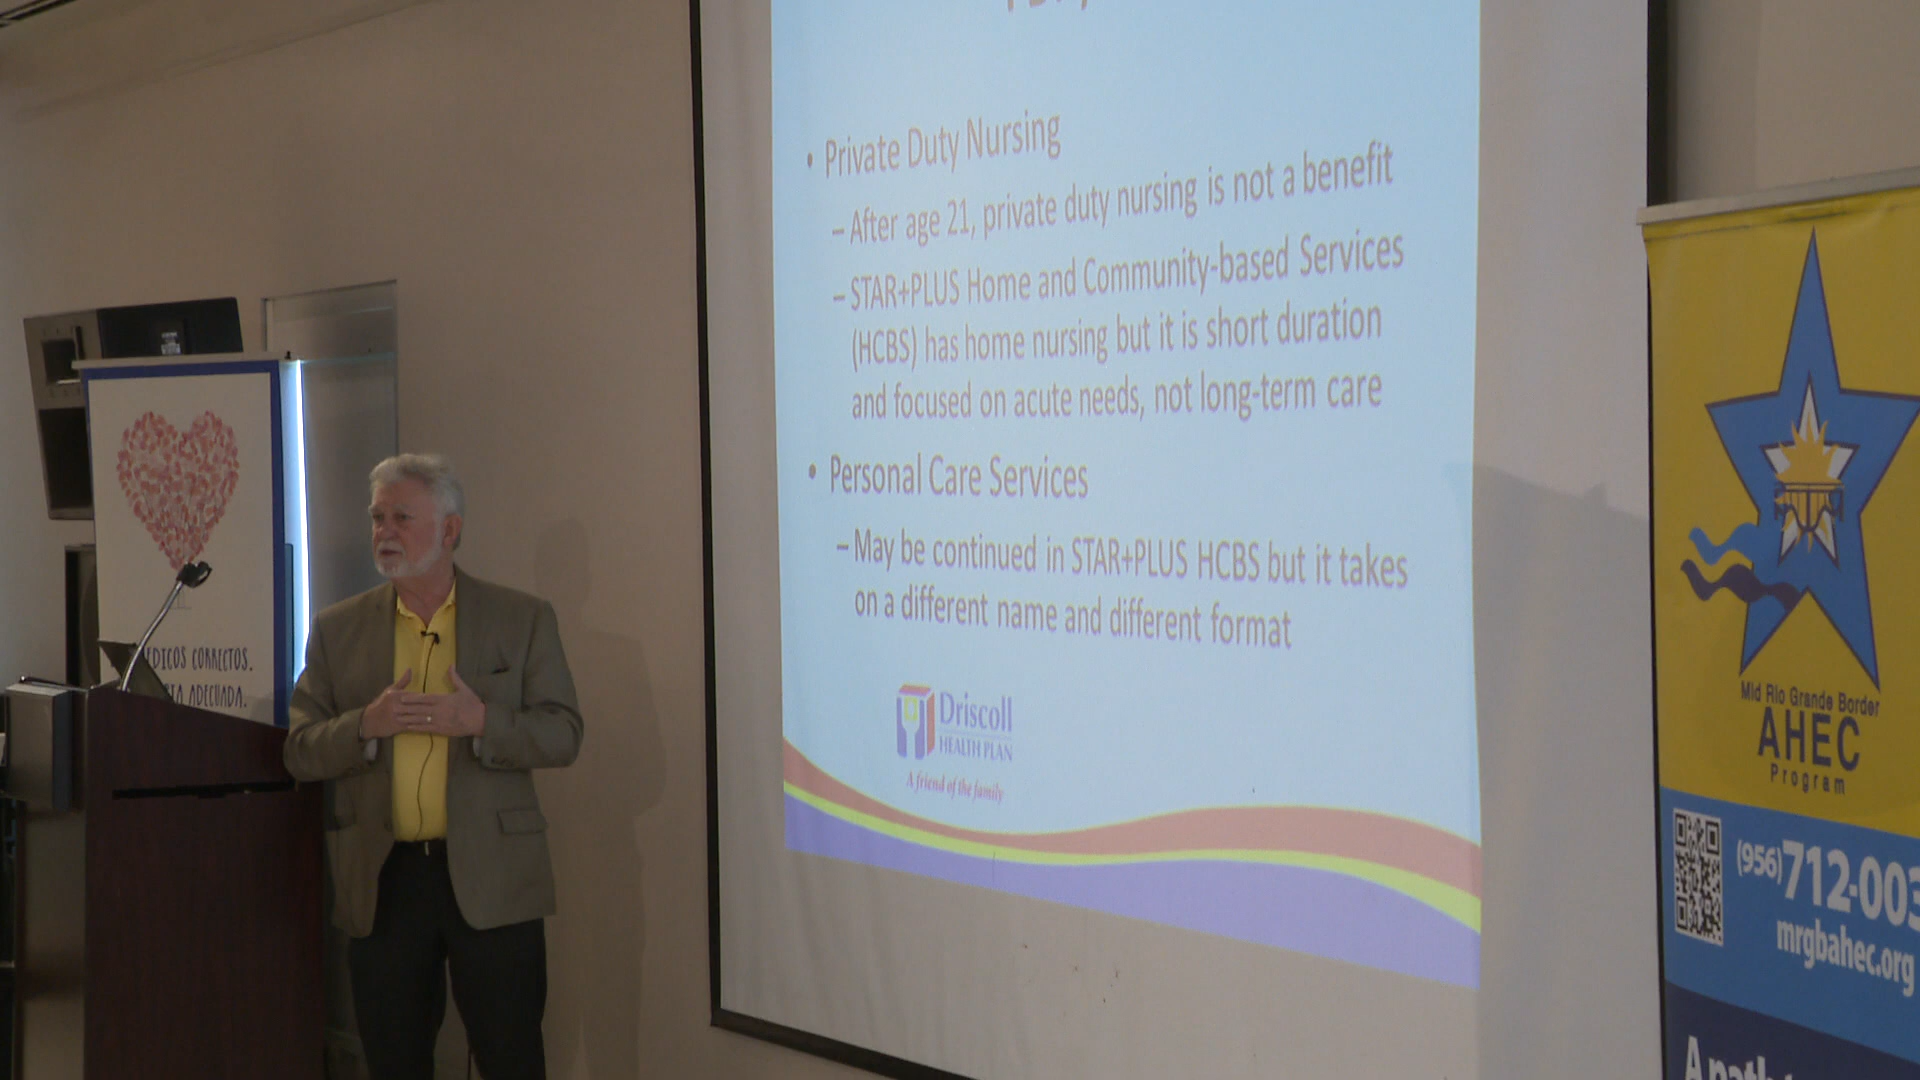 • Private Duty Nursing
– After age 21, private duty nursing is not a benefit
– STAR+PLUS Home and Community-based Services
(HCBS) has home nursing but it is short duration
and focused on acute needs, not long-term care
• Personal Care Services
– May be continued in STAR+PLUS HCBS but it takes
on a different name and different format
Driscoll
HEALTH PLAN
A friend of the family
CORRECTOS.
ADECUADA.
Mid Rio Grande Border
AHEC
Program
(956)712-003
mrgbahec.org
A